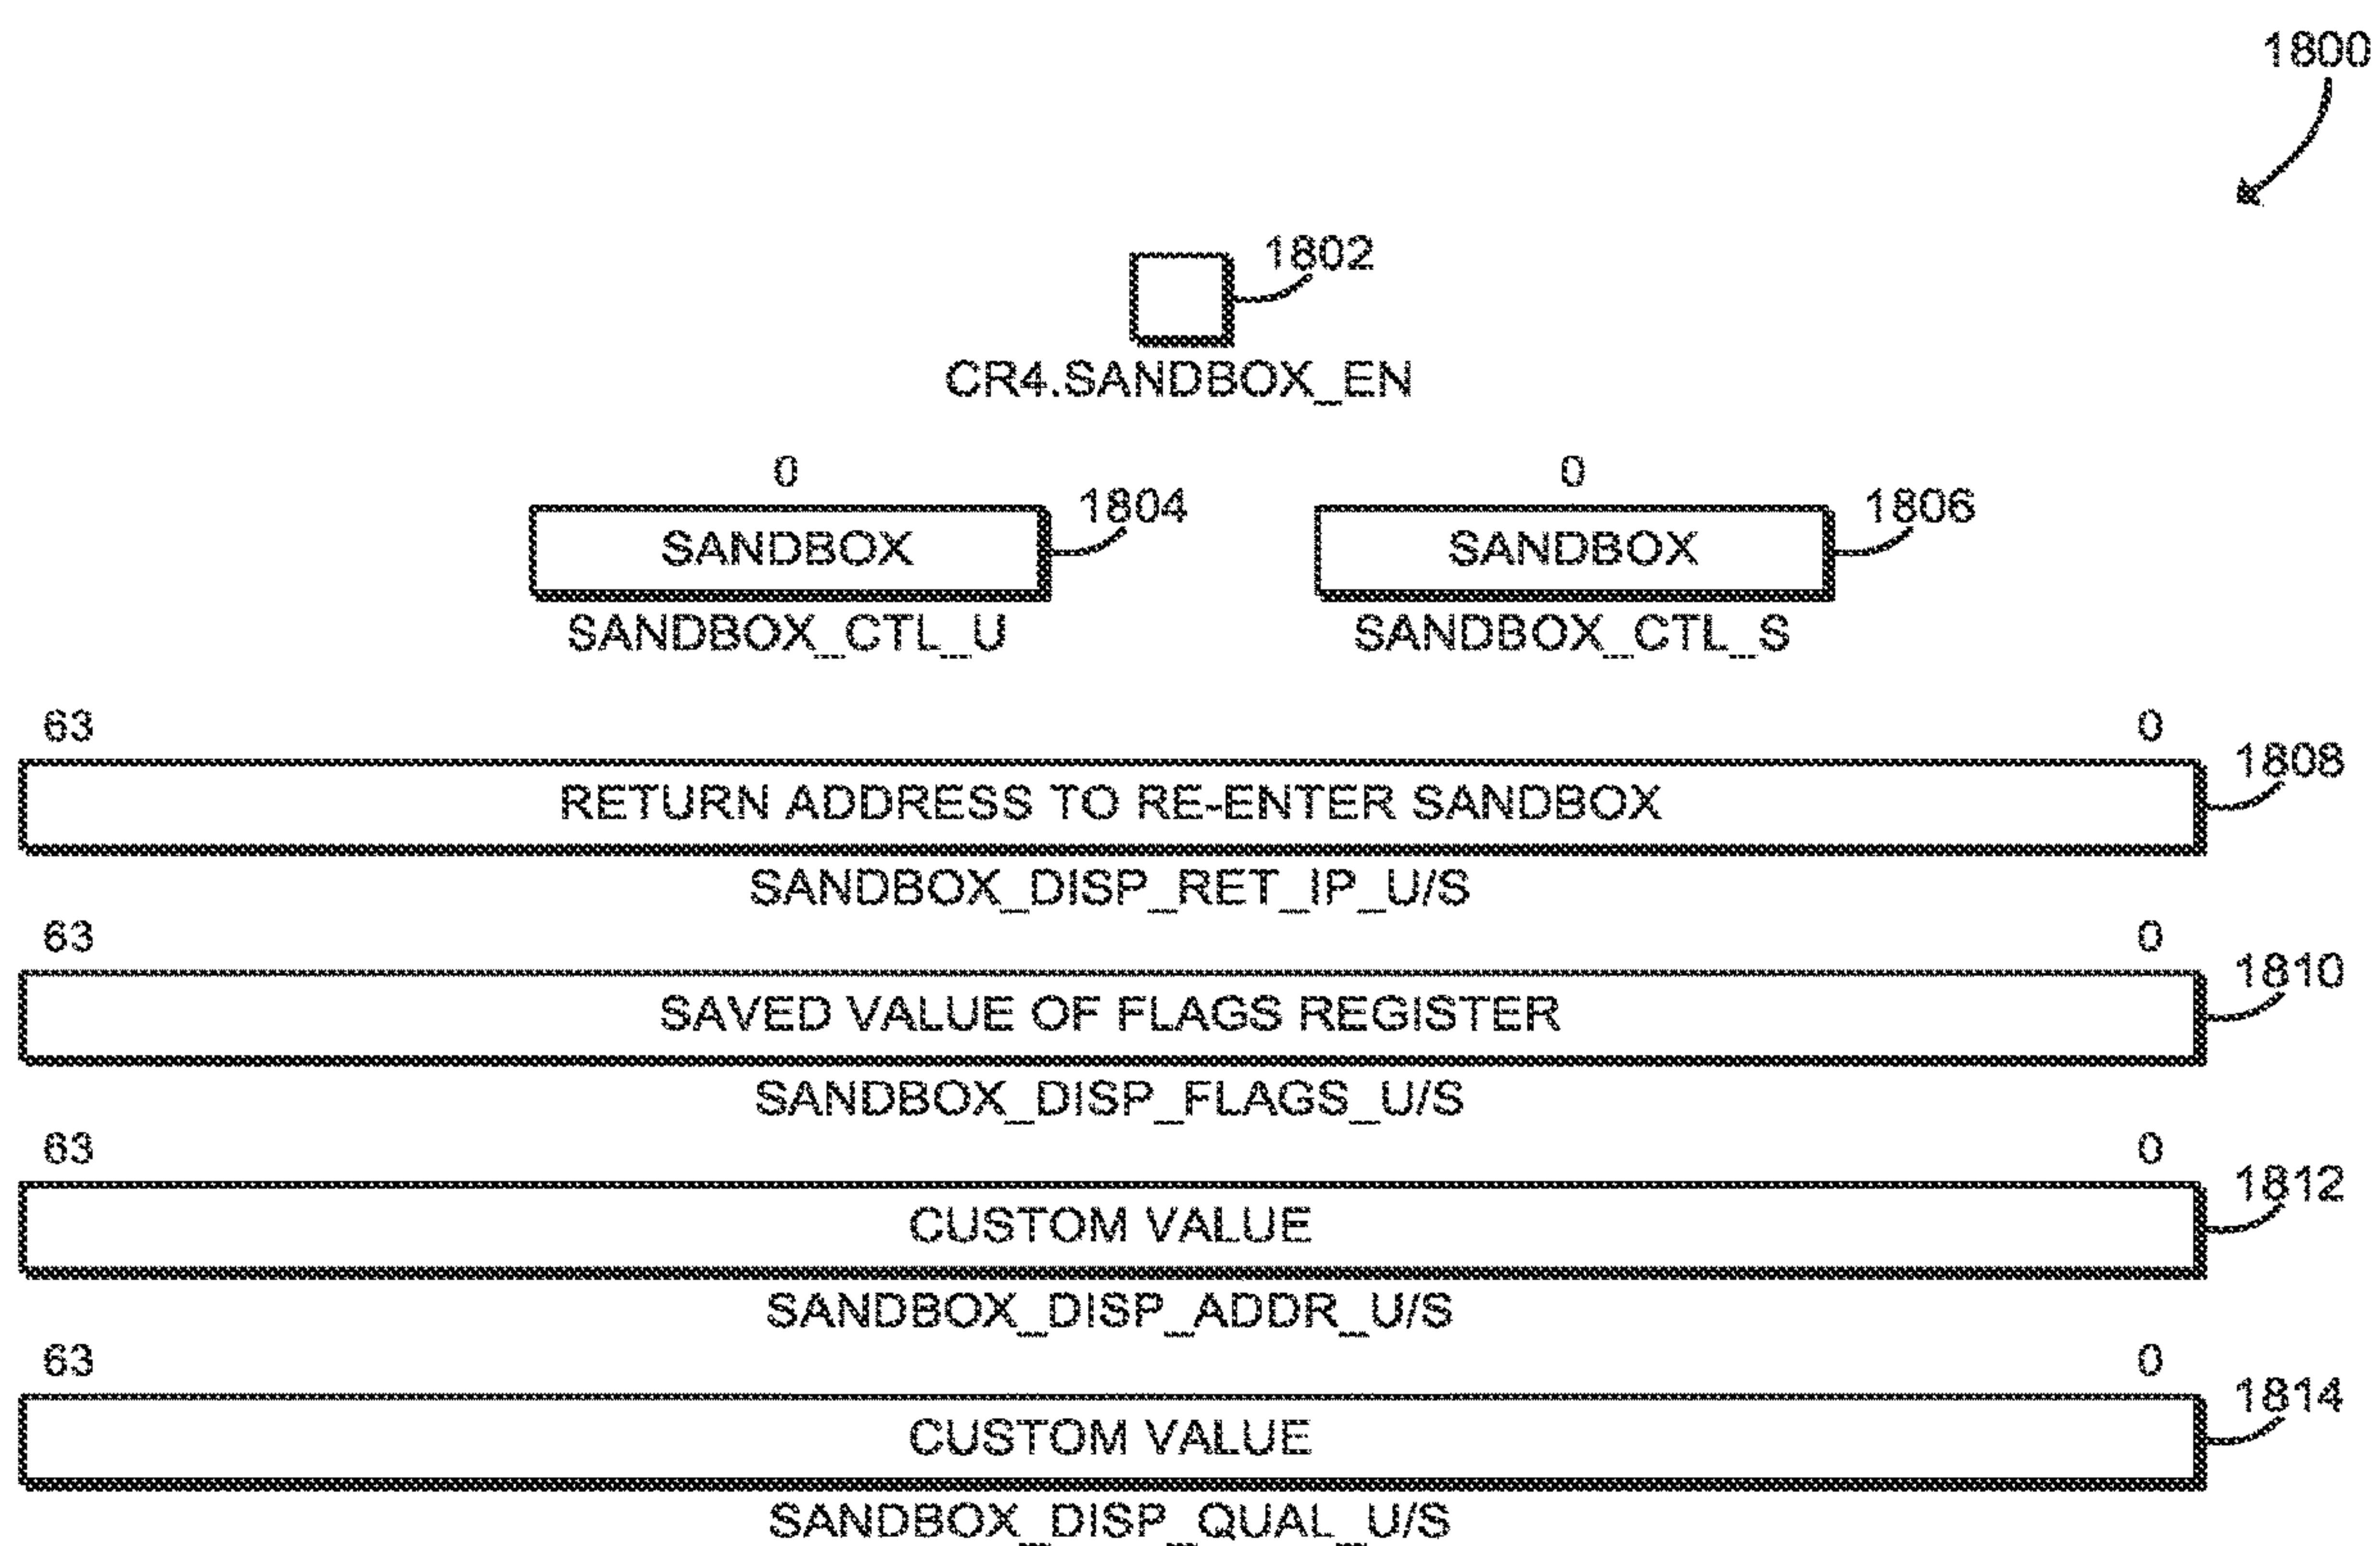 1800
1802
CR4.SANDBOX_EN
0 0
SANDBOX 1804 SANDBOX 1806
SANDBOX_CTL_U SANDBOX_CTL_S
63 0
RETURN ADDRESS TO RE-ENTER SANDBOX 1808
SANDBOX_DISP_RET_IP_U/S
63 0
SAVED VALUE OF FLAGS REGISTER 1810
SANDBOX_DISP_FLAGS_U/S
63 0
CUSTOM VALUE 1812
SANDBOX_DISP_ADDR_U/S
63 0
CUSTOM VALUE 1814
SANDBOX_DISP_QUAL_U/S